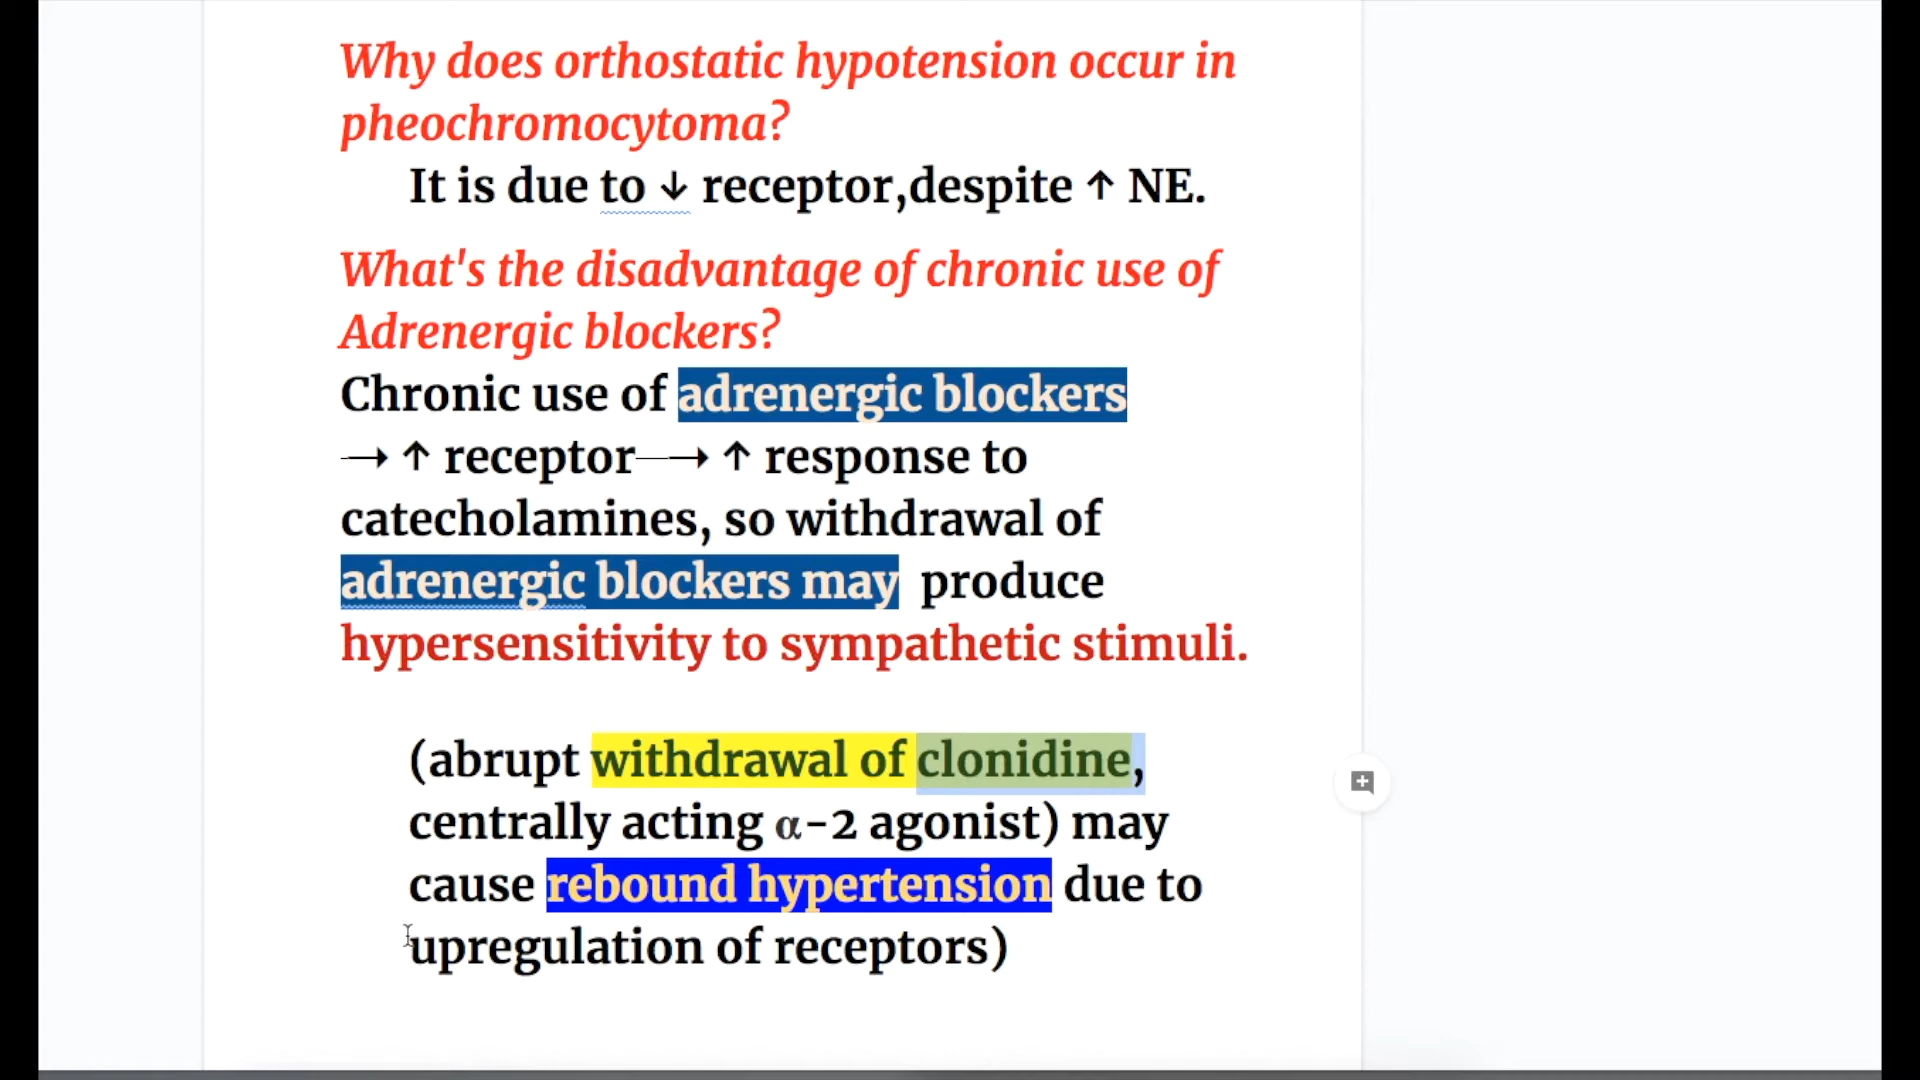 Why does orthostatic hypotension occur in
pheochromocytoma?
It is due to ↓ receptor,despite ↑ NE.
What's the disadvantage of chronic use of
Adrenergic blockers?
Chronic use of adrenergic blockers
→ ↑ receptor—→ ↑ response to
catecholamines, so withdrawal of
adrenergic blockers may produce
hypersensitivity to sympathetic stimuli.
(abrupt withdrawal of clonidine,
centrally acting α-2 agonist) may
cause rebound hypertension due to
upregulation of receptors)